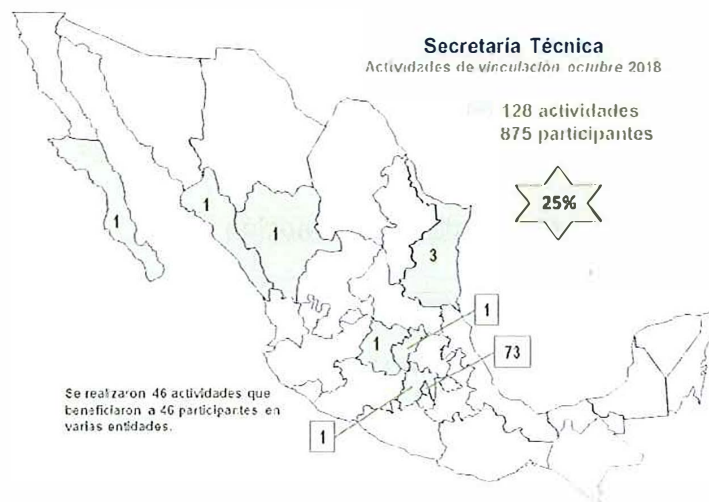 Secretaría Técnica
Actividades de vinculación octubre 2018
128 actividades
875 participantes
25%
1
1
1
3
1
1
73
Se realizaron 46 actividades que
beneficiaron a 46 participantes en
varias entidades.
1